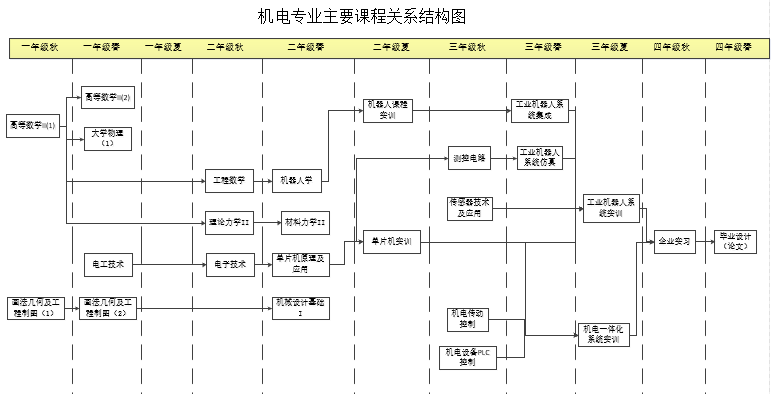 机电专业主要课程关系结构图
一年级秋 一年级春 一年级夏 二年级秋 二年级春 二年级夏 三年级秋 三年级春 三年级夏 四年级秋 四年级春
高等数学II(2)
高等数学II(1)
大学物理
（1）
工程数学
机器人学
机器人课程
实训
工业机器人系
统集成
测控电路
工业机器人
系统仿真
理论力学II
材料力学II
传感器技术
及应用
工业机器人系
统实训
电工技术
电子技术
单片机原理及
应用
单片机实训
企业实习
毕业设计
（论文）
画法几何及工
程制图（1）
画法几何及工
程制图（2）
机械设计基础
I
机电传动
控制
机电设备PLC
控制
机电一体化
系统实训